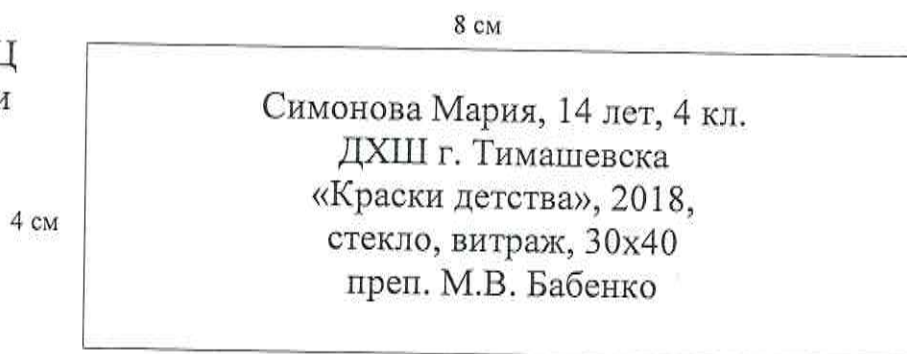 8 см
Симонова Мария, 14 лет, 4 кл.
ДХШ г. Тимашевска
«Краски детства», 2018,
4 см
стекло, витраж, 30х40
преп. М.В. Бабенко